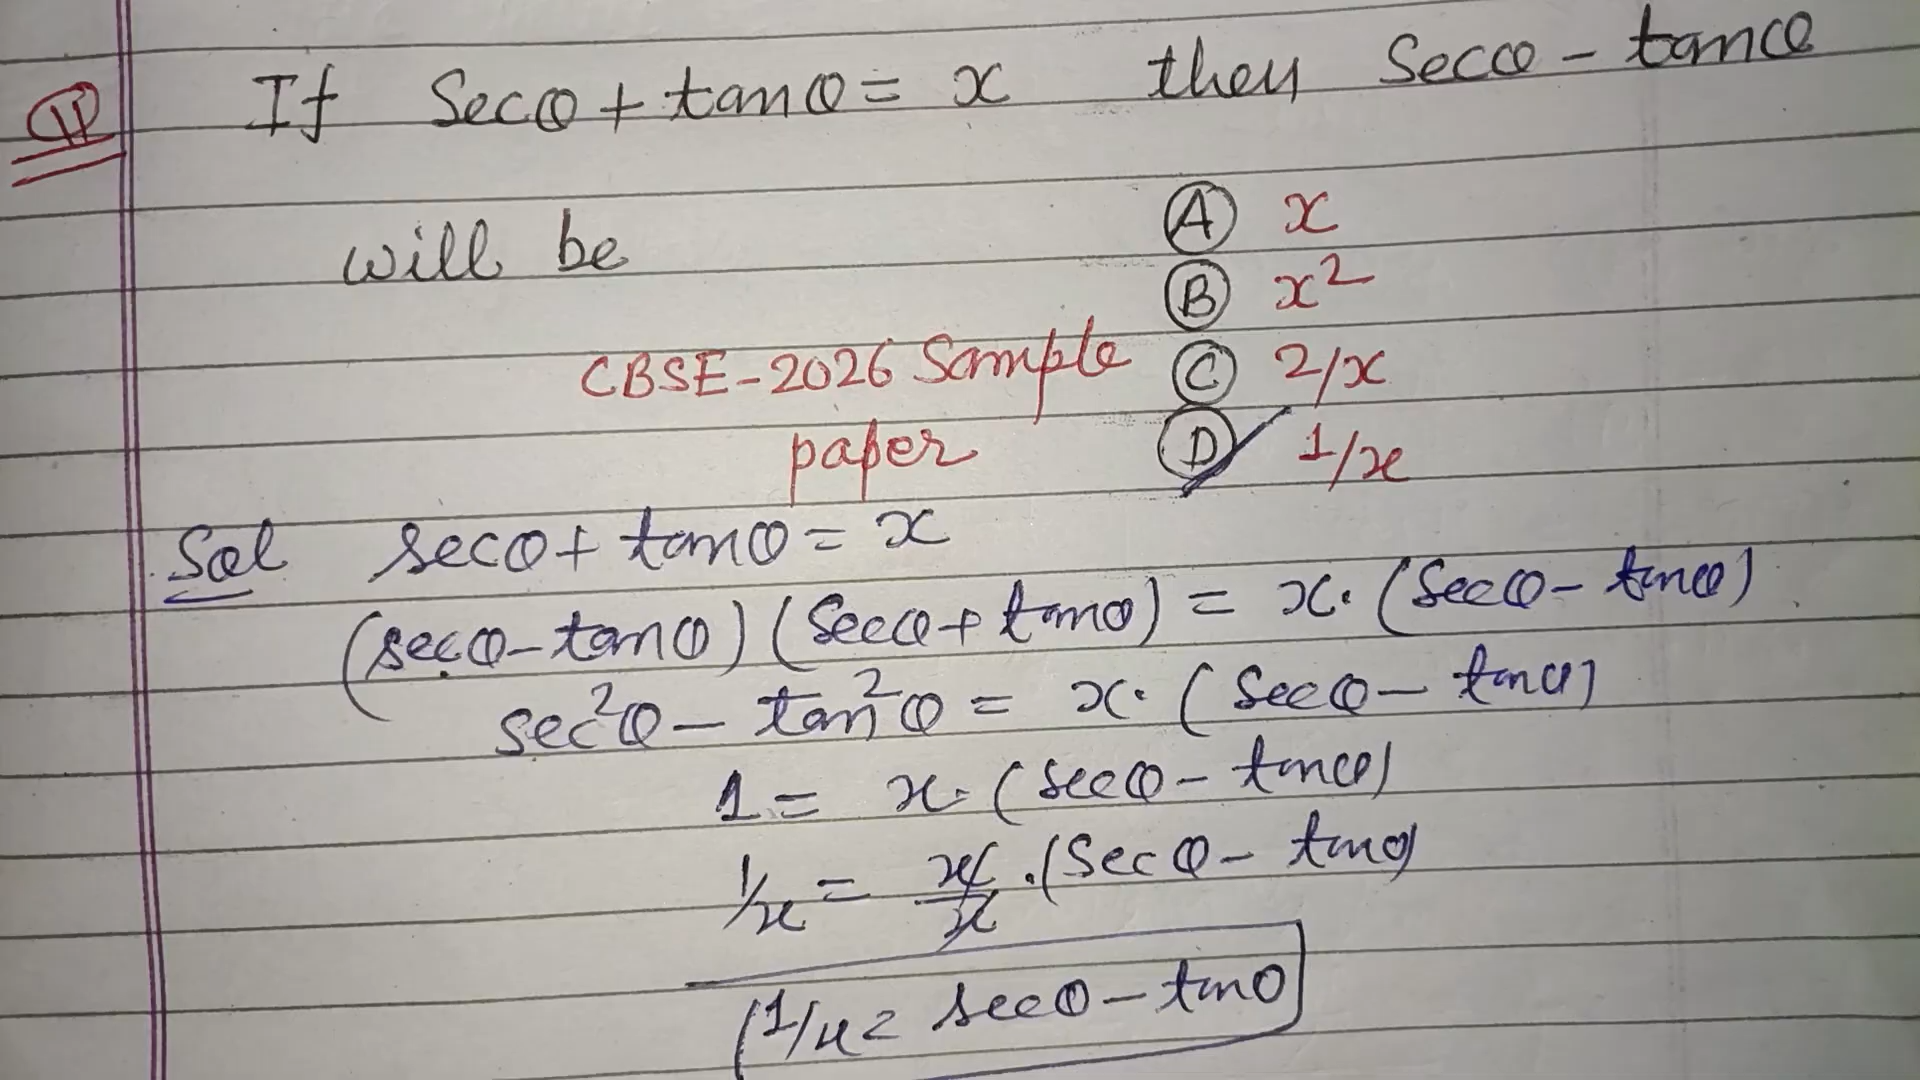 Q If Secθ + tanθ = x then Secθ - tanθ
will be
A x
B x²
CBSE-2026 Sample C 2/x
paper D 1/x
Sol secθ + tanθ = x
(secθ - tanθ) (Secθ + tanθ) = x. (Secθ - tanθ)
sec²θ - tan²θ = x. (Secθ - tanθ)
1 = x. (Secθ - tanθ)
1/x = x/x .(Secθ - tanθ)
1/x = secθ - tanθ